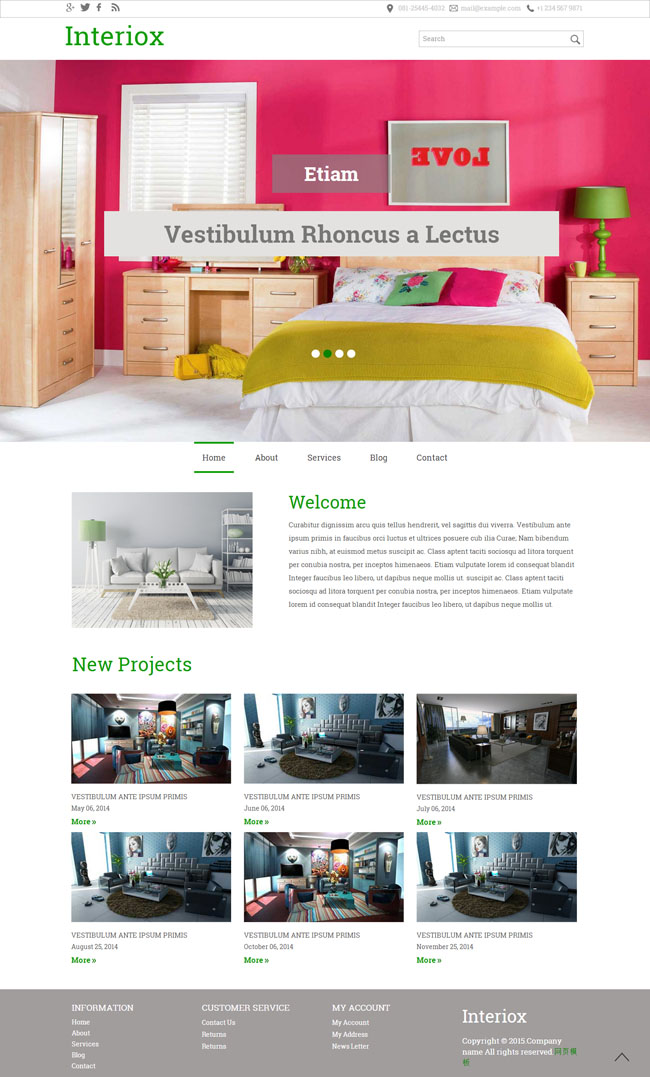 081-25845-4032 mail@example.com +1 234 567 9871
Interiox
Search
LOVE
Etiam
Vestibulum Rhoncus a Lectus
Home About Services Blog Contact
Welcome
Curabitur dignissim arcu quis tellus hendrerit, vel sagittis dui viverra. Vestibulum ante
ipsum primis in faucibus orci luctus et ultrices posuere cub ilia Curae; Nam bibendum
varius nibh, at euismod metus suscipit ac. Class aptent taciti sociosqu ad litora torquent
per conubia nostra, per inceptos himenaeos. Etiam vulputate lorem id consequat blandit
Integer faucibus leo libero, ut dapibus neque mollis ut. suscipit ac. Class aptent taciti
sociosqu ad litora torquent per conubia nostra, per inceptos himenaeos. Etiam vulputate
lorem id consequat blandit Integer faucibus leo libero, ut dapibus neque mollis ut.
New Projects
VESTIBULUM ANTE IPSUM PRIMIS
May 06, 2014
More »
VESTIBULUM ANTE IPSUM PRIMIS
June 06, 2014
More »
VESTIBULUM ANTE IPSUM PRIMIS
July 06, 2014
More »
VESTIBULUM ANTE IPSUM PRIMIS
August 25, 2014
More »
VESTIBULUM ANTE IPSUM PRIMIS
October 06, 2014
More »
VESTIBULUM ANTE IPSUM PRIMIS
November 25, 2014
More »
INFORMATION
Home
About
Services
Blog
Contact
CUSTOMER SERVICE
Contact Us
Returns
Returns
MY ACCOUNT
My Account
My Address
News Letter
Interiox
Copyright © 2015.Company
name All rights reserved.网页模
板